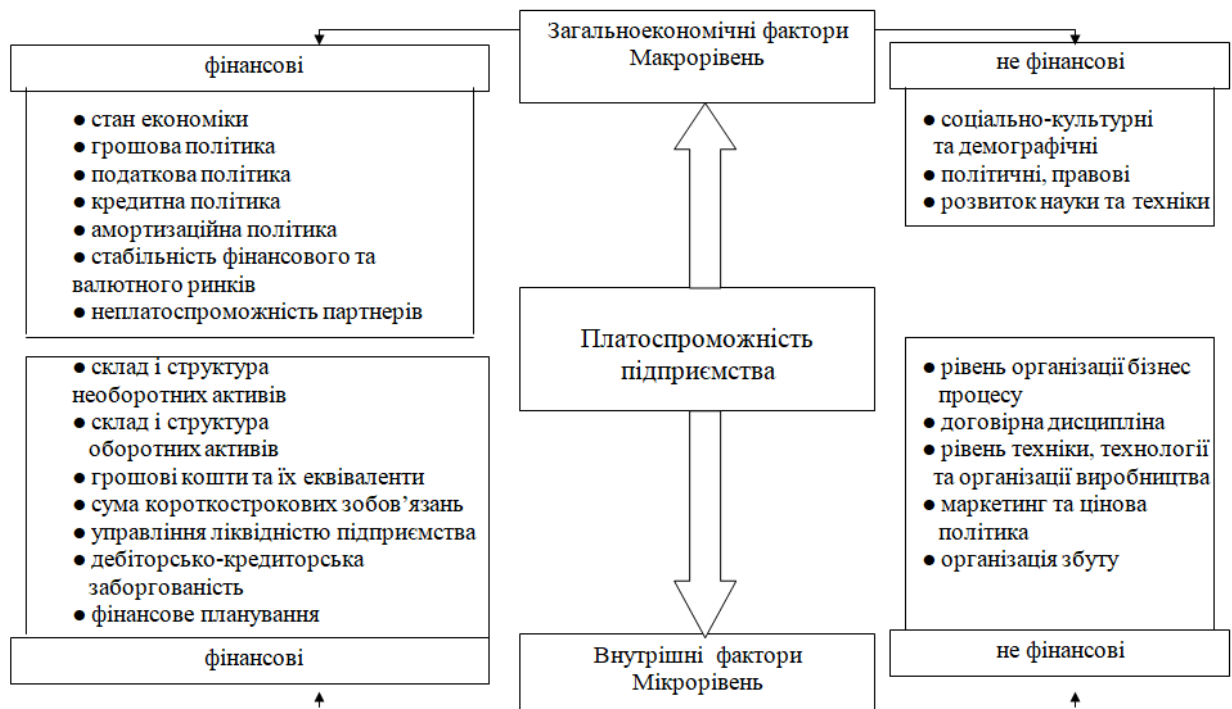 Загальноекономічні фактори
Макрорівень
фінансові
не фінансові
● стан економіки
● грошова політика
● податкова політика
● кредитна політика
● амортизаційна політика
● стабільність фінансового та
валютного ринків
● неплатоспроможність партнерів
● соціально-культурні
та демографічні
● політичні, правові
● розвиток науки та техніки
Платоспроможність
підприємства
● склад і структура
необоротних активів
● склад і структура
оборотних активів
● грошові кошти та їх еквіваленти
● сума короткострокових зобов’язань
● управління ліквідністю підприємства
● дебіторсько-кредиторська
заборгованість
● фінансове планування
● рівень організації бізнес
процесу
● договірна дисципліна
● рівень техніки, технології
та організації виробництва
● маркетинг та цінова
політика
● організація збуту
фінансові
Внутрішні фактори
Мікрорівень
не фінансові